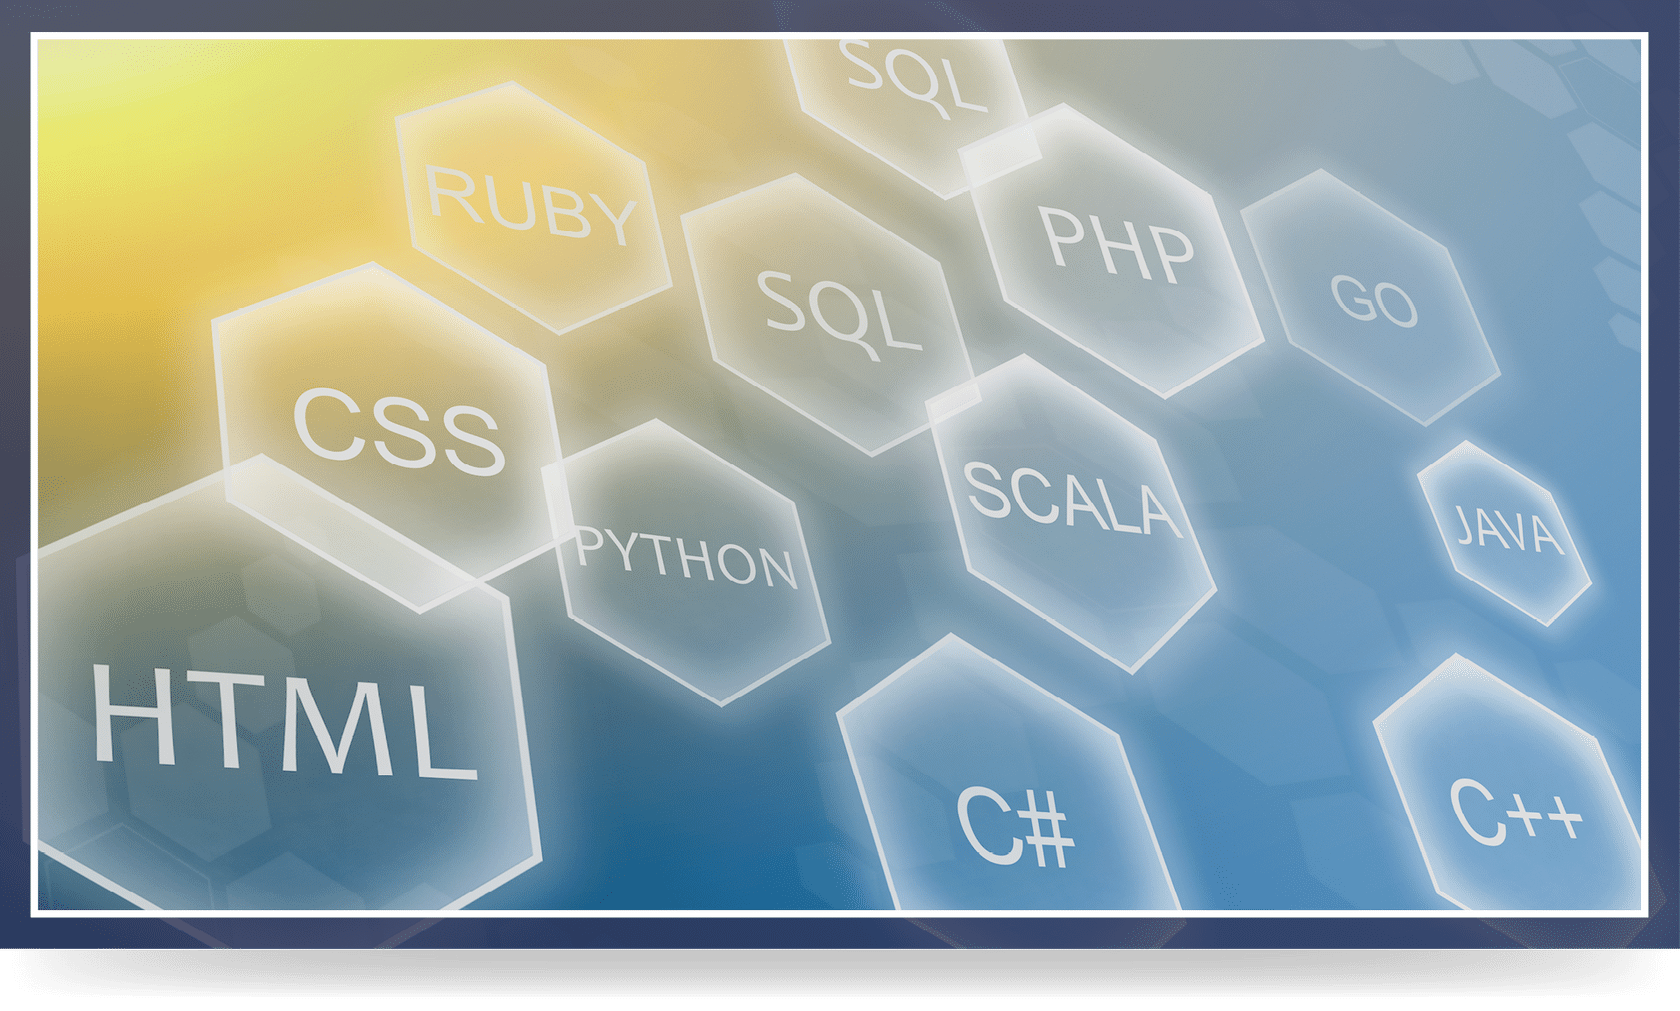 SQL
RUBY
PHP
SQL
GO
CSS
SCALA
PYTHON
JAVA
HTML
C#
C++